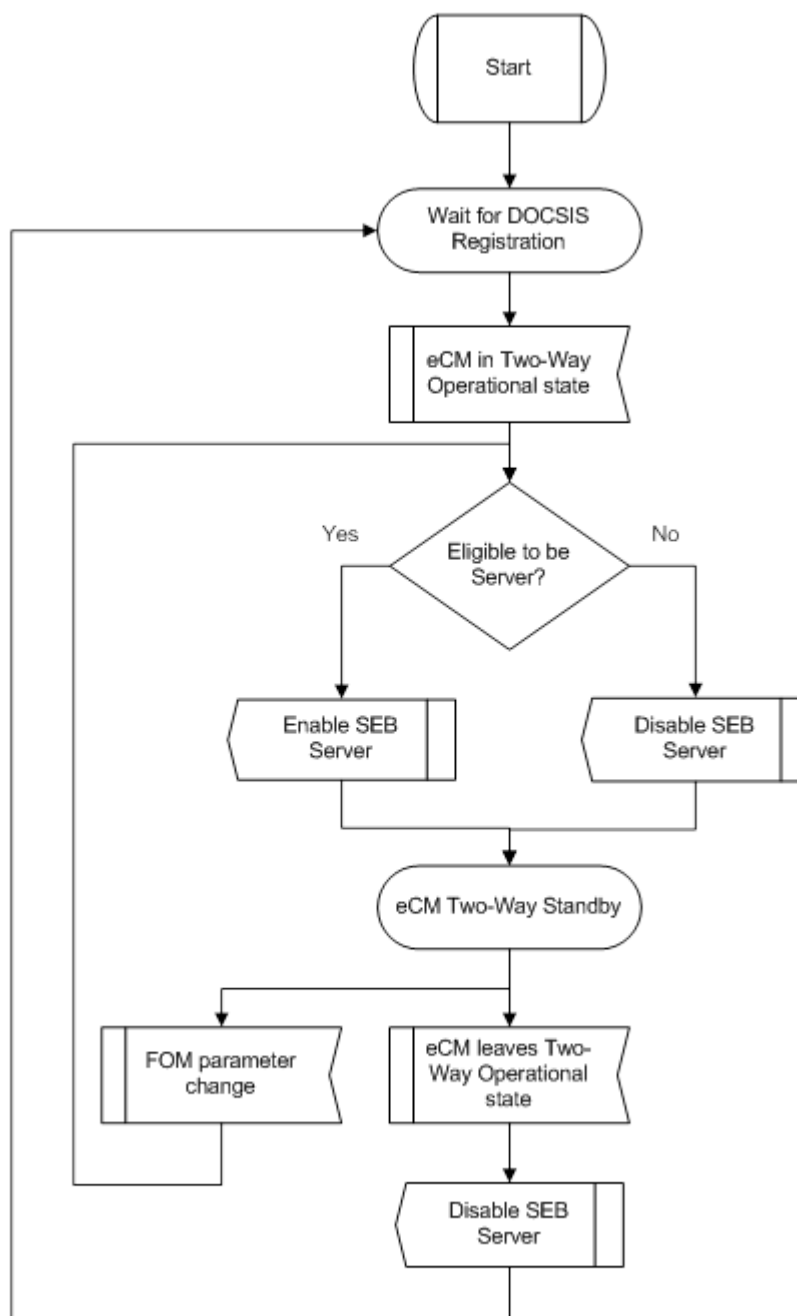 Start
Wait for DOCSIS
Registration
eCM in Two-Way
Operational state
Yes
No
Eligible to be
Server?
Enable SEB
Server
Disable SEB
Server
eCM Two-Way Standby
FOM parameter
change
eCM leaves Two-
Way Operational
state
Disable SEB
Server